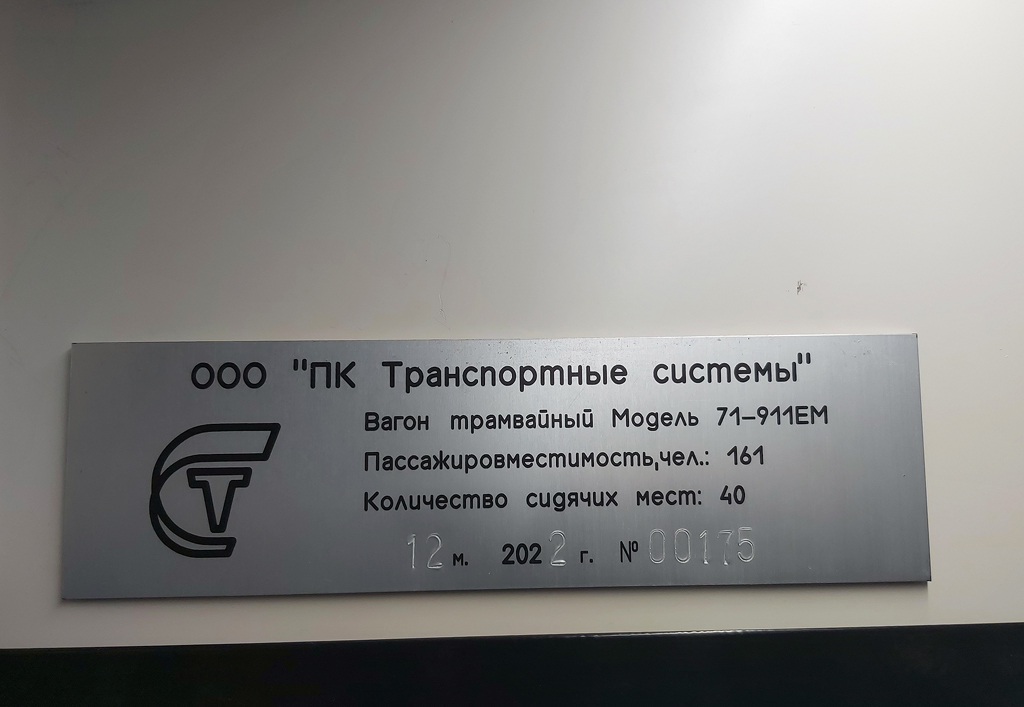 ООО "ПК Транспортные системы"
Вагон трамвайный Модель 71-911ЕМ
Пассажировместимость,чел.: 161
Количество сидячих мест: 40
12 м. 2022 г. № 00175
СТ